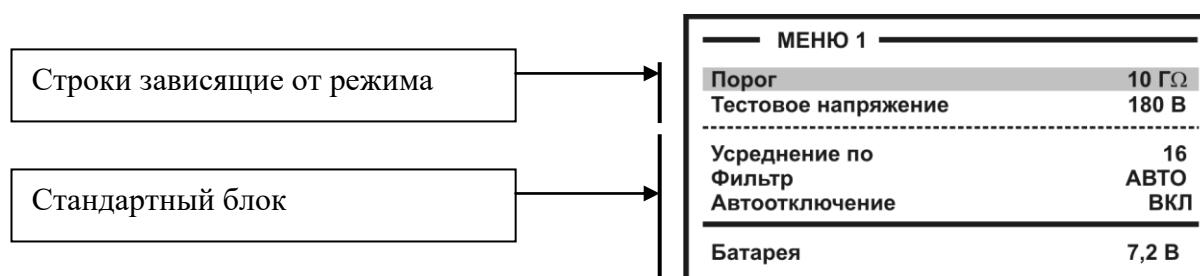 Строки зависящие от режима
Стандартный блок
МЕНЮ 1
Порог 10 ГΩ
Тестовое напряжение 180 В
Усреднение по 16
Фильтр АВТО
Автоотключение ВКЛ
Батарея 7,2 В